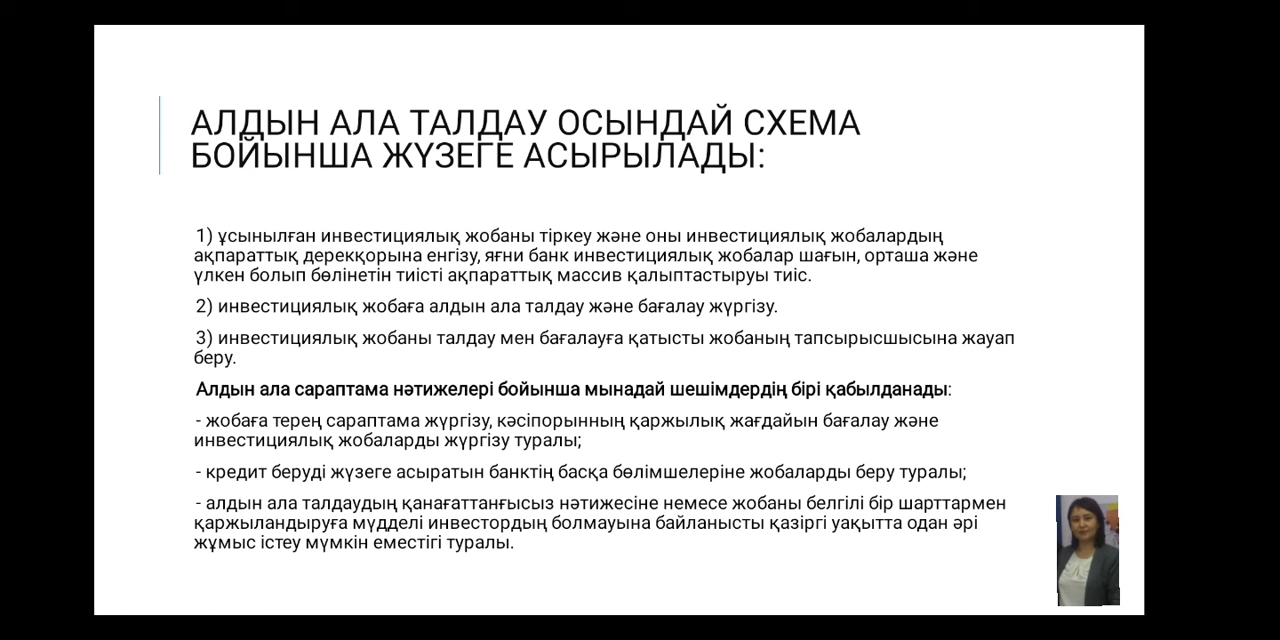 АЛДЫН АЛА ТАЛДАУ ОСЫНДАЙ СХЕМА
БОЙЫНША ЖҮЗЕГЕ АСЫРЫЛАДЫ:
1) ұсынылған инвестициялық жобаны тіркеу және оны инвестициялық жобалардың
ақпараттық дерекқорына енгізу, яғни банк инвестициялық жобалар шағын, орташа және
үлкен болып бөлінетін тиісті ақпараттық массив қалыптастыруы тиіс.
2) инвестициялық жобаға алдын ала талдау және бағалау жүргізу.
3) инвестициялық жобаны талдау мен бағалауға қатысты жобаның тапсырысшысына жауап
беру.
Алдын ала сараптама нәтижелері бойынша мынадай шешімдердің бірі қабылданады:
- жобаға терең сараптама жүргізу, кәсіпорынның қаржылық жағдайын бағалау және
инвестициялық жобаларды жүргізу туралы;
- кредит беруді жүзеге асыратын банктің басқа бөлімшелеріне жобаларды беру туралы;
- алдын ала талдаудың қанағаттанғысыз нәтижесіне немесе жобаны белгілі бір шарттармен
қаржыландыруға мүдделі инвестордың болмауына байланысты қазіргі уақытта одан әрі
жұмыс істеу мүмкін еместігі туралы.